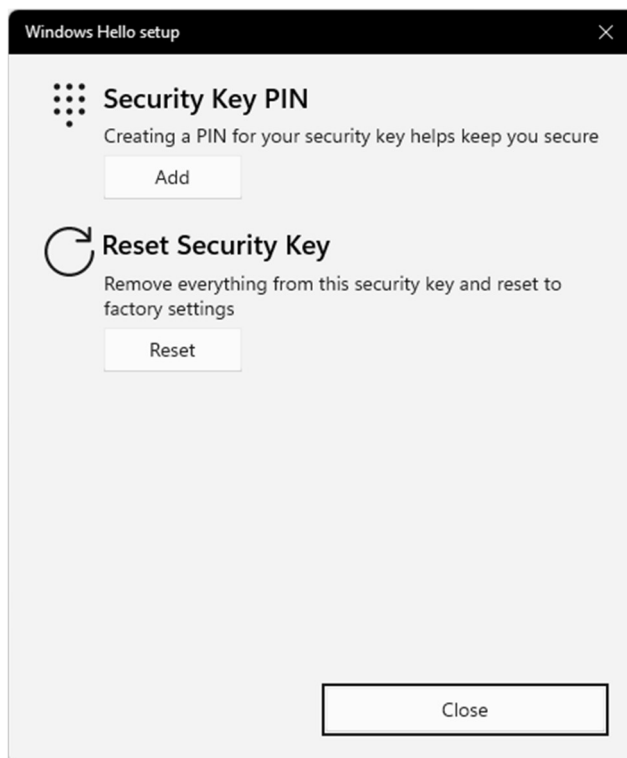 Windows Hello setup
Security Key PIN
Creating a PIN for your security key helps keep you secure
Add
Reset Security Key
Remove everything from this security key and reset to
factory settings
Reset
Close